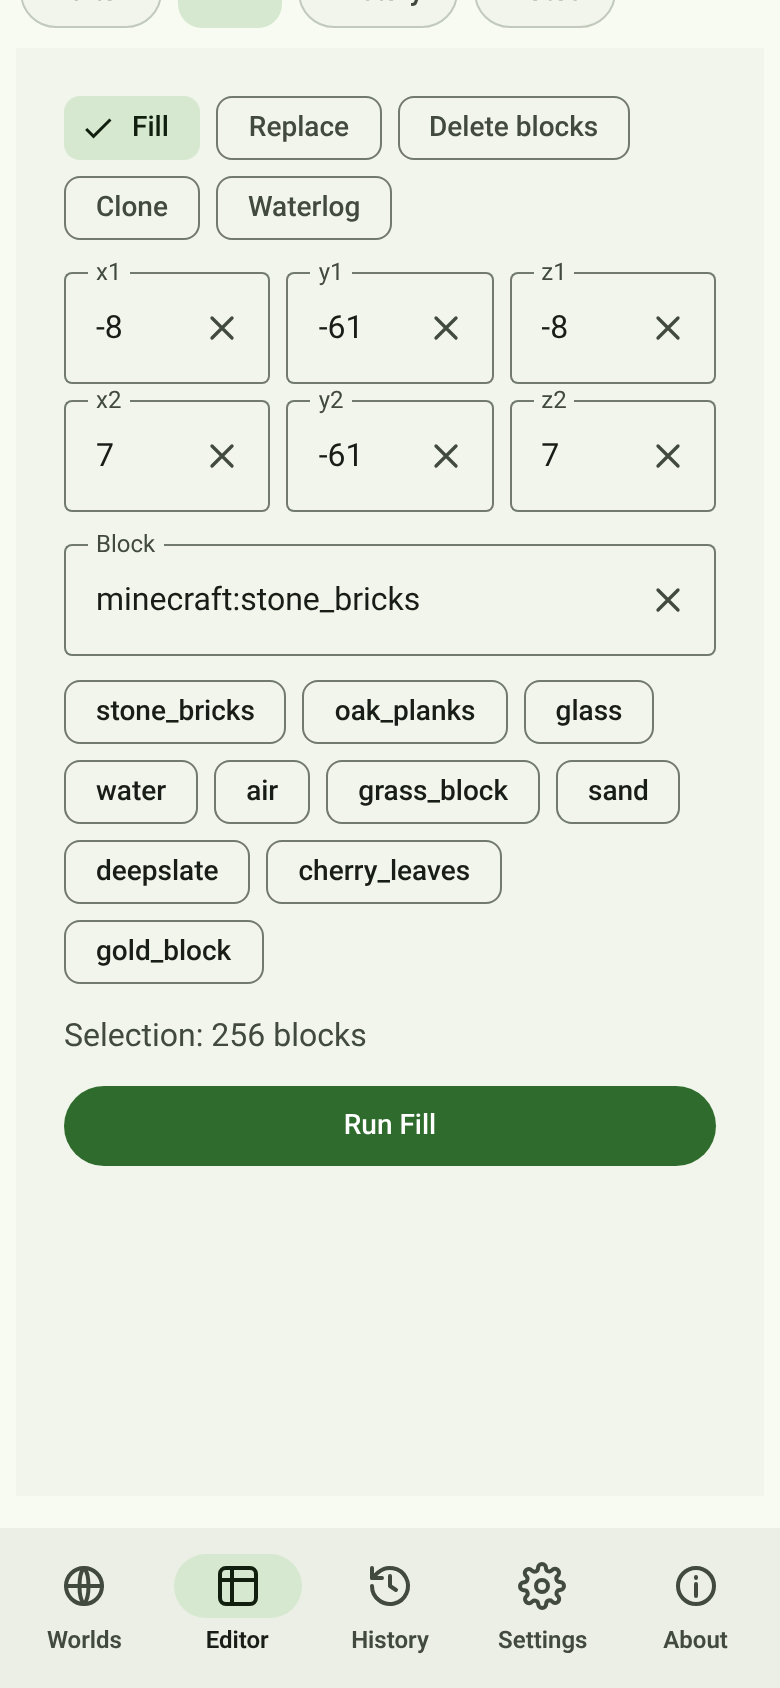 Fill Replace Delete blocks
Clone Waterlog
x1 y1 z1
-8 -61 -8
x2 y2 z2
7 -61 7
Block
minecraft:stone_bricks
stone_bricks oak_planks glass
water air grass_block sand
deepslate cherry_leaves
gold_block
Selection: 256 blocks
Run Fill
Worlds Editor History Settings About